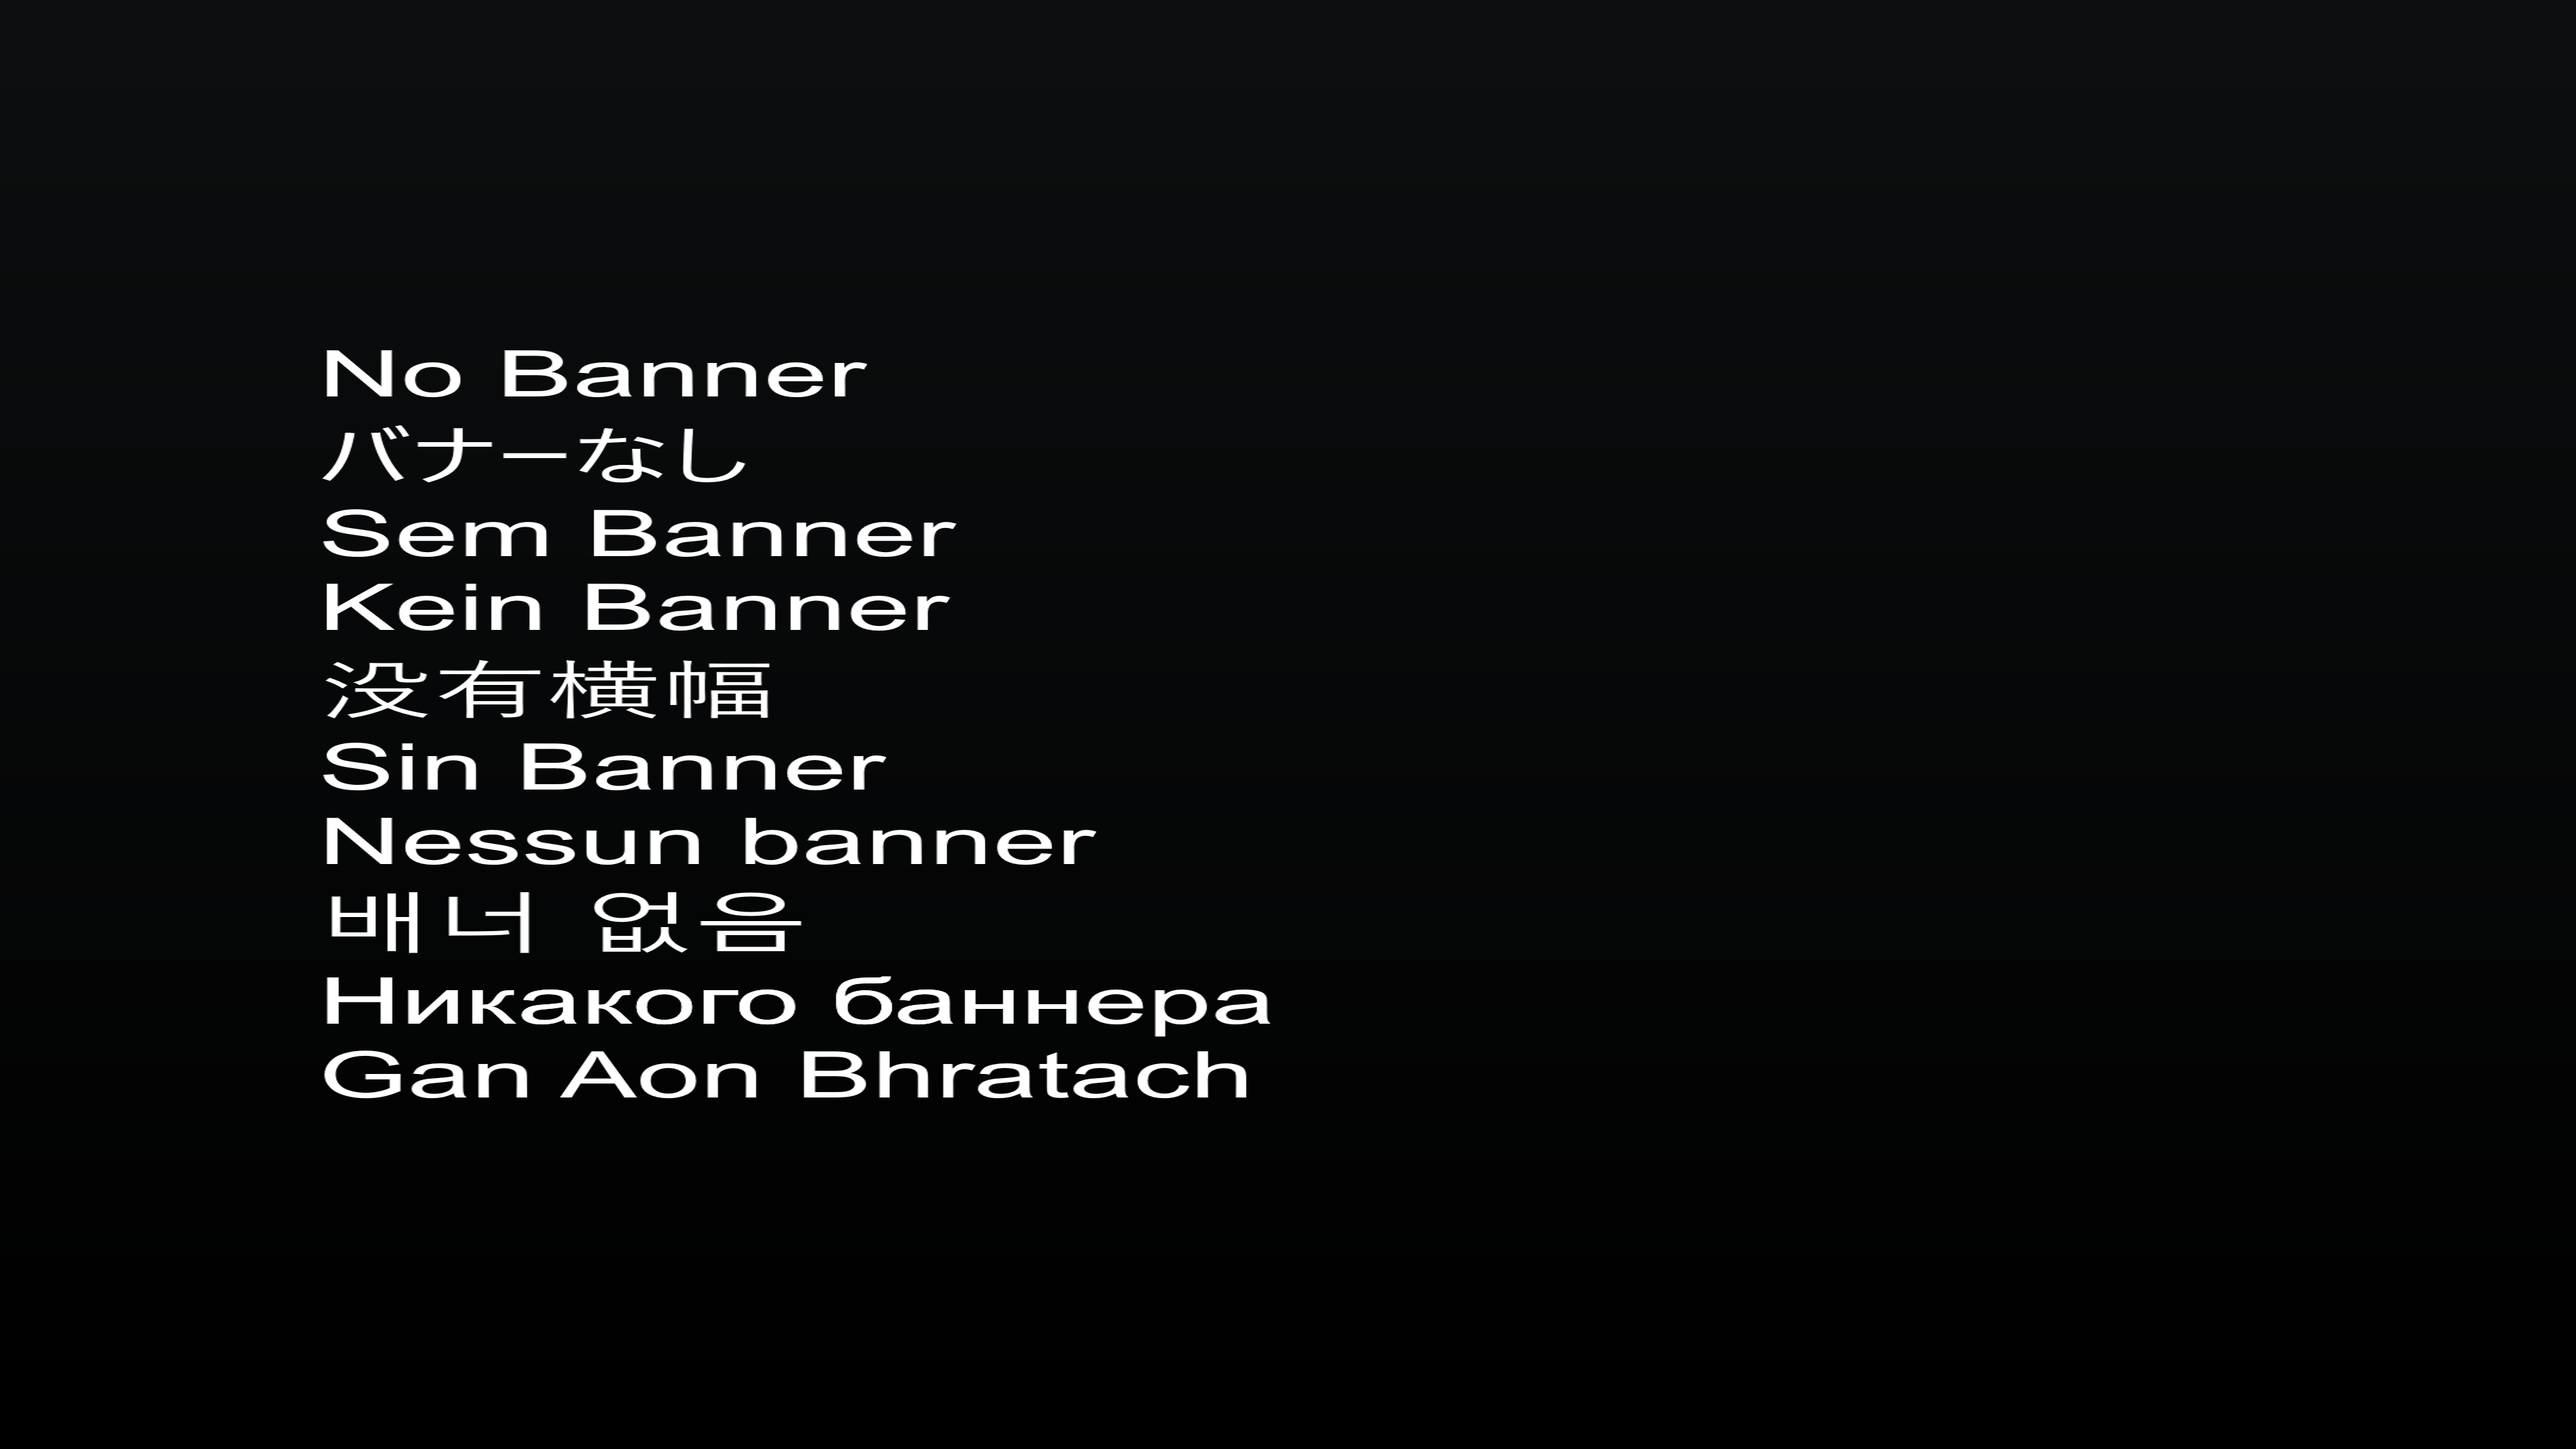 No Banner
バナーなし
Sem Banner
Kein Banner
没有横幅
Sin Banner
Nessun banner
배너 없음
Никакого баннера
Gan Aon Bhratach